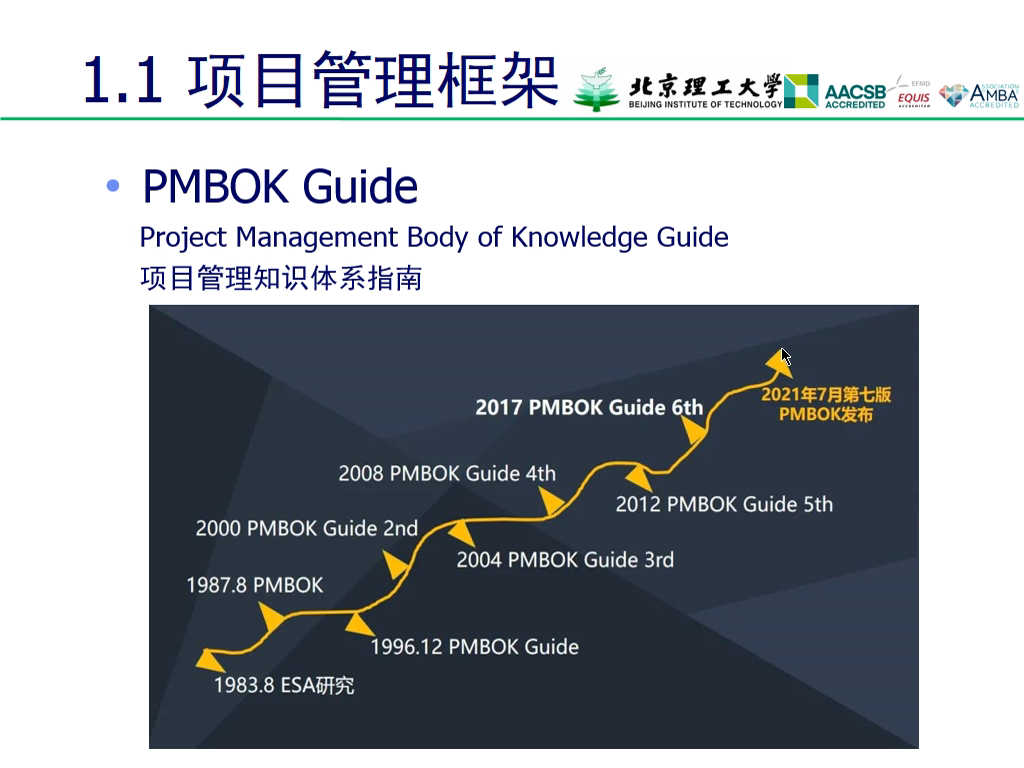 1.1 项目管理框架
北京理工大学
BEIJING INSTITUTE OF TECHNOLOGY
AACSB
ACCREDITED
EFMD
EQUIS
ACCREDITED
ASSOCIATION
AMBA
ACCREDITED
• PMBOK Guide
Project Management Body of Knowledge Guide
项目管理知识体系指南
2021年7月第七版
PMBOK发布
2017 PMBOK Guide 6th
2008 PMBOK Guide 4th
2012 PMBOK Guide 5th
2000 PMBOK Guide 2nd
2004 PMBOK Guide 3rd
1987.8 PMBOK
1996.12 PMBOK Guide
1983.8 ESA研究